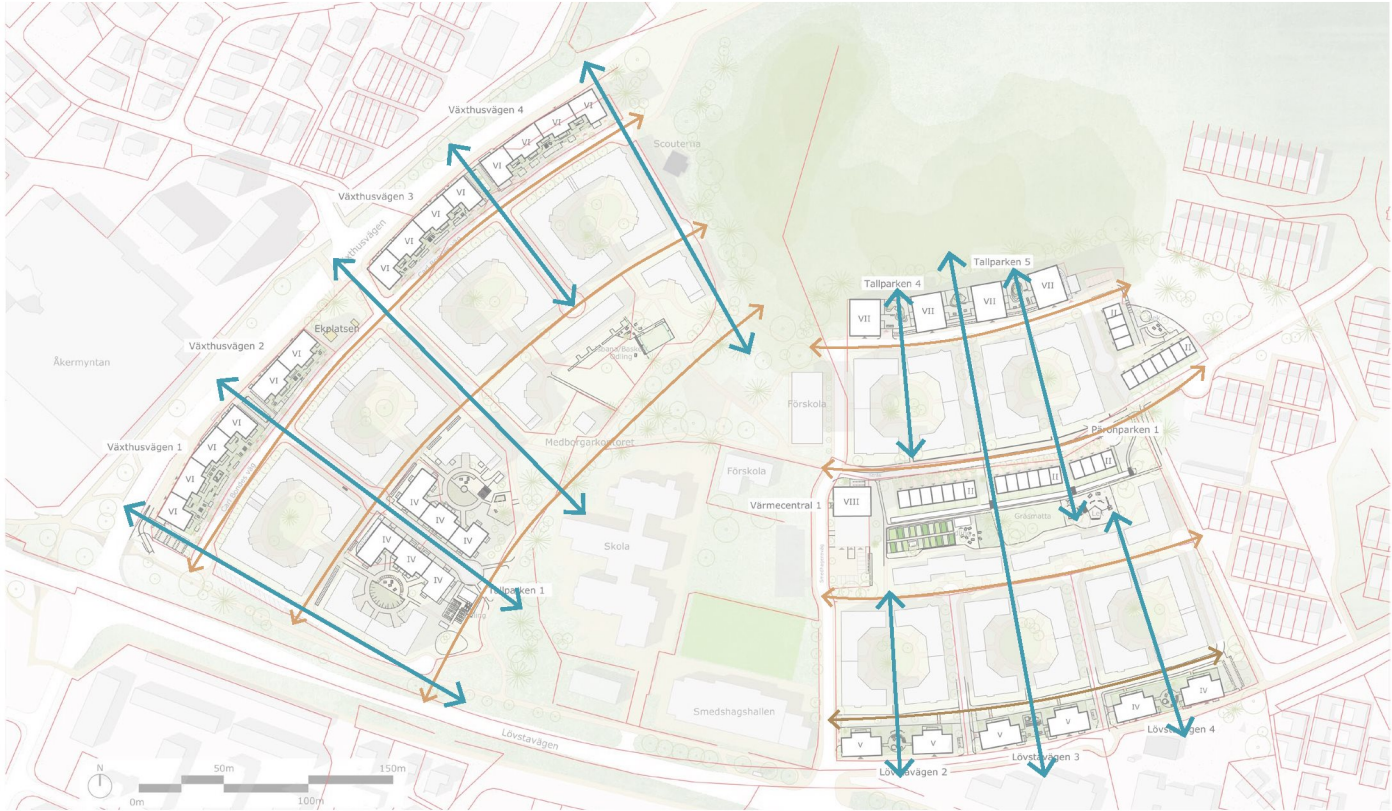 Växthusvägen 4
VI
VI
VI
VI
Scouterna
Växthusvägen 3
VI
VI
VI
VI
Växthusvägen
Ekplatsen
Växthusvägen 2
VI
VI
Åkermyntan
Växthusvägen 1
VI
VI
VI
VI
Medborgarkontoret
IV
IV
IV
IV
IV
IV
Tallparken 1
Tallparken 4
Tallparken 5
VII
VII
VII
VII
II
II
Förskola
Päronparken 1
Förskola
Värmecentral 1
VIII
II
II
II
Gräsmatta
Skola
Smedshagshallen
Lövstavägen
V
V
V
V
IV
IV
Lövstavägen 2
Lövstavägen 3
Lövstavägen 4
N
50m
150m
0m
100m